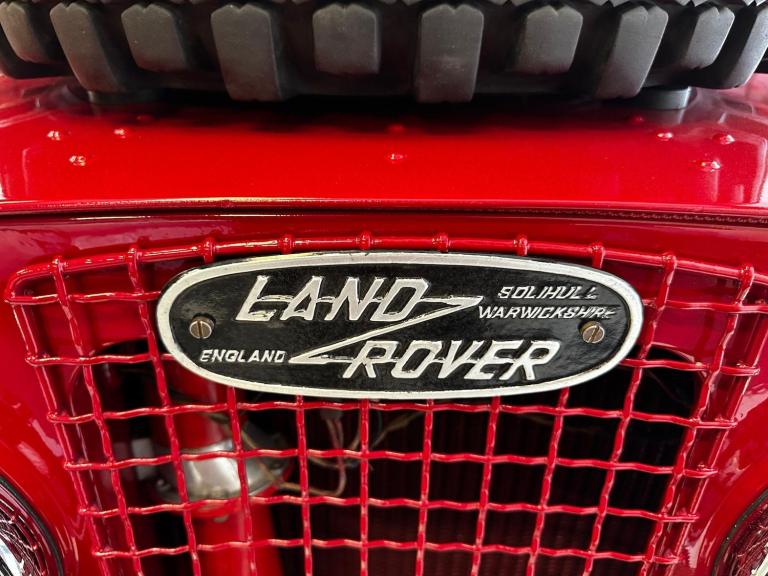 LAND
ROVER
SOLIHULL
WARWICKSHIRE
ENGLAND